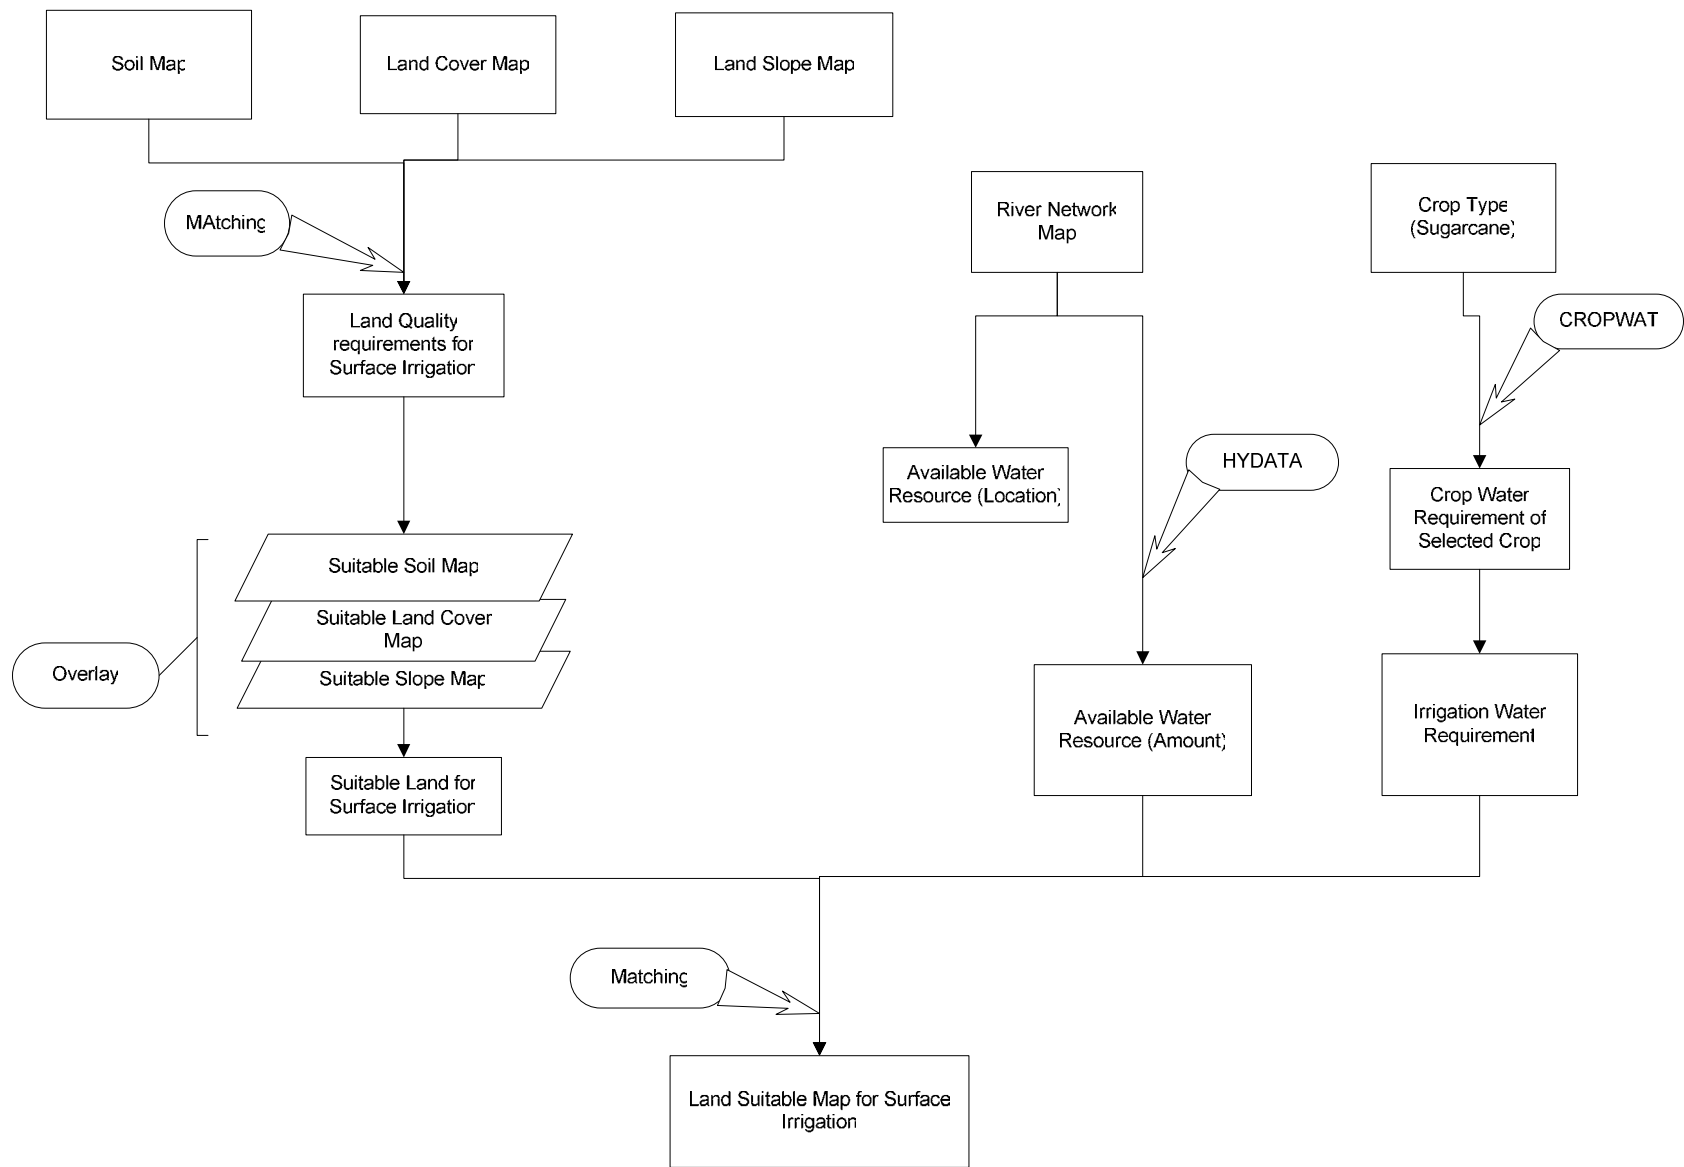 Soil Map
Land Cover Map
Land Slope Map
MAtching
River Network
Map
Crop Type
(Sugarcane)
Land Quality
requirements for
Surface Irrigation
CROPWAT
Available Water
Resource (Location)
HYDATA
Crop Water
Requirement of
Selected Crop
Suitable Soil Map
Suitable Land Cover
Map
Suitable Slope Map
Overlay
Available Water
Resource (Amount)
Irrigation Water
Requirement
Suitable Land for
Surface Irrigation
Matching
Land Suitable Map for Surface
Irrigation